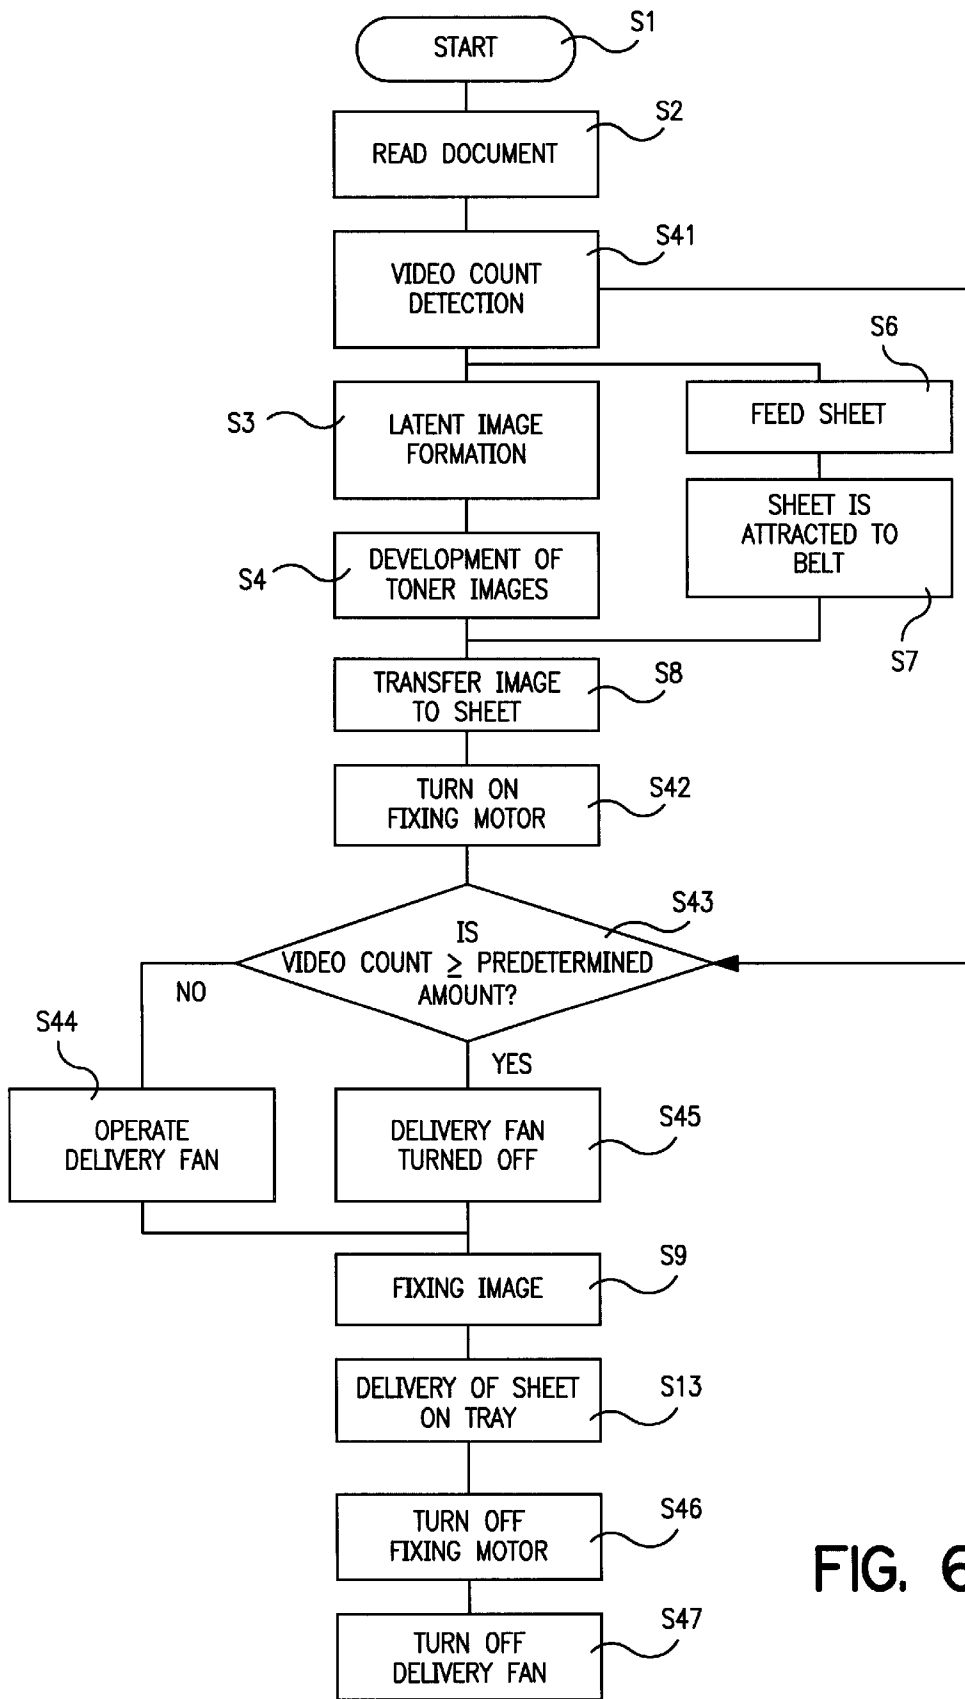 START
S1
READ DOCUMENT
S2
VIDEO COUNT
DETECTION
S41
S3
LATENT IMAGE
FORMATION
FEED SHEET
S6
S4
DEVELOPMENT OF
TONER IMAGES
SHEET IS
ATTRACTED TO
BELT
S7
TRANSFER IMAGE
TO SHEET
S8
TURN ON
FIXING MOTOR
S42
IS
VIDEO COUNT ≥ PREDETERMINED
AMOUNT?
S43
NO
YES
S44
OPERATE
DELIVERY FAN
DELIVERY FAN
TURNED OFF
S45
FIXING IMAGE
S9
DELIVERY OF SHEET
ON TRAY
S13
TURN OFF
FIXING MOTOR
S46
TURN OFF
DELIVERY FAN
S47
FIG. 6